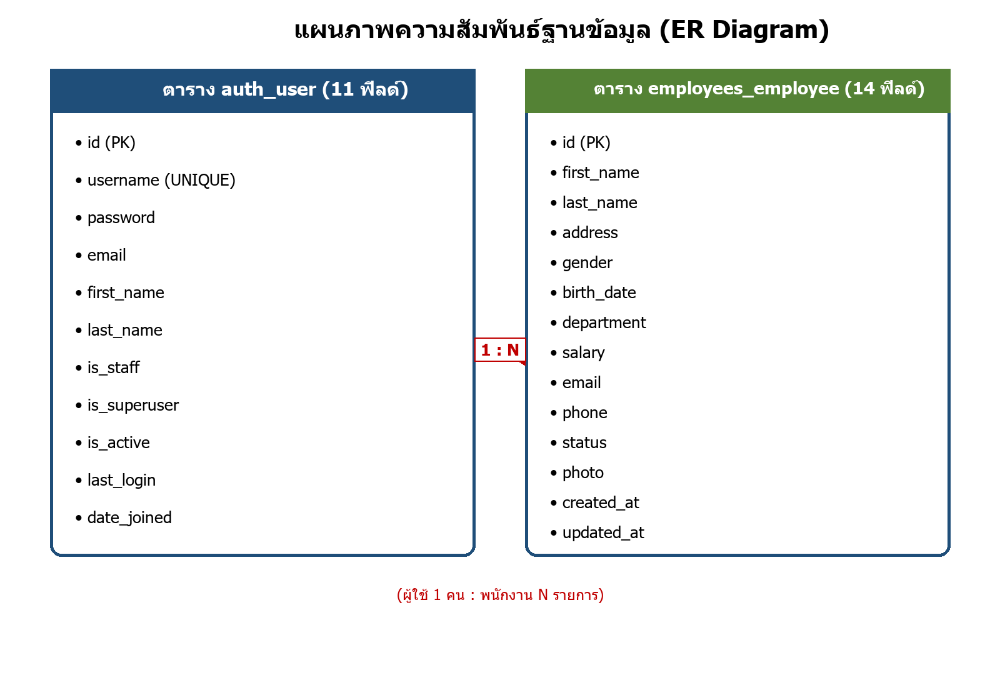 แผนภาพความสัมพันธ์ฐานข้อมูล (ER Diagram)
ตาราง auth_user (11 ฟิลด์)
• id (PK)
• username (UNIQUE)
• password
• email
• first_name
• last_name
• is_staff
• is_superuser
• is_active
• last_login
• date_joined
1 : N
ตาราง employees_employee (14 ฟิลด์)
• id (PK)
• first_name
• last_name
• address
• gender
• birth_date
• department
• salary
• email
• phone
• status
• photo
• created_at
• updated_at
(ผู้ใช้ 1 คน : พนักงาน N รายการ)